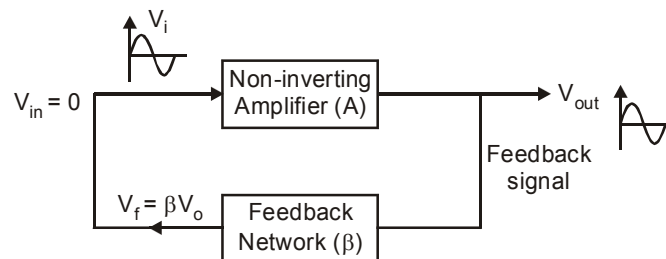 V_i
Non-inverting
Amplifier (A)
V_in = 0
V_out
Feedback
signal
V_f = βV_o
Feedback
Network (β)